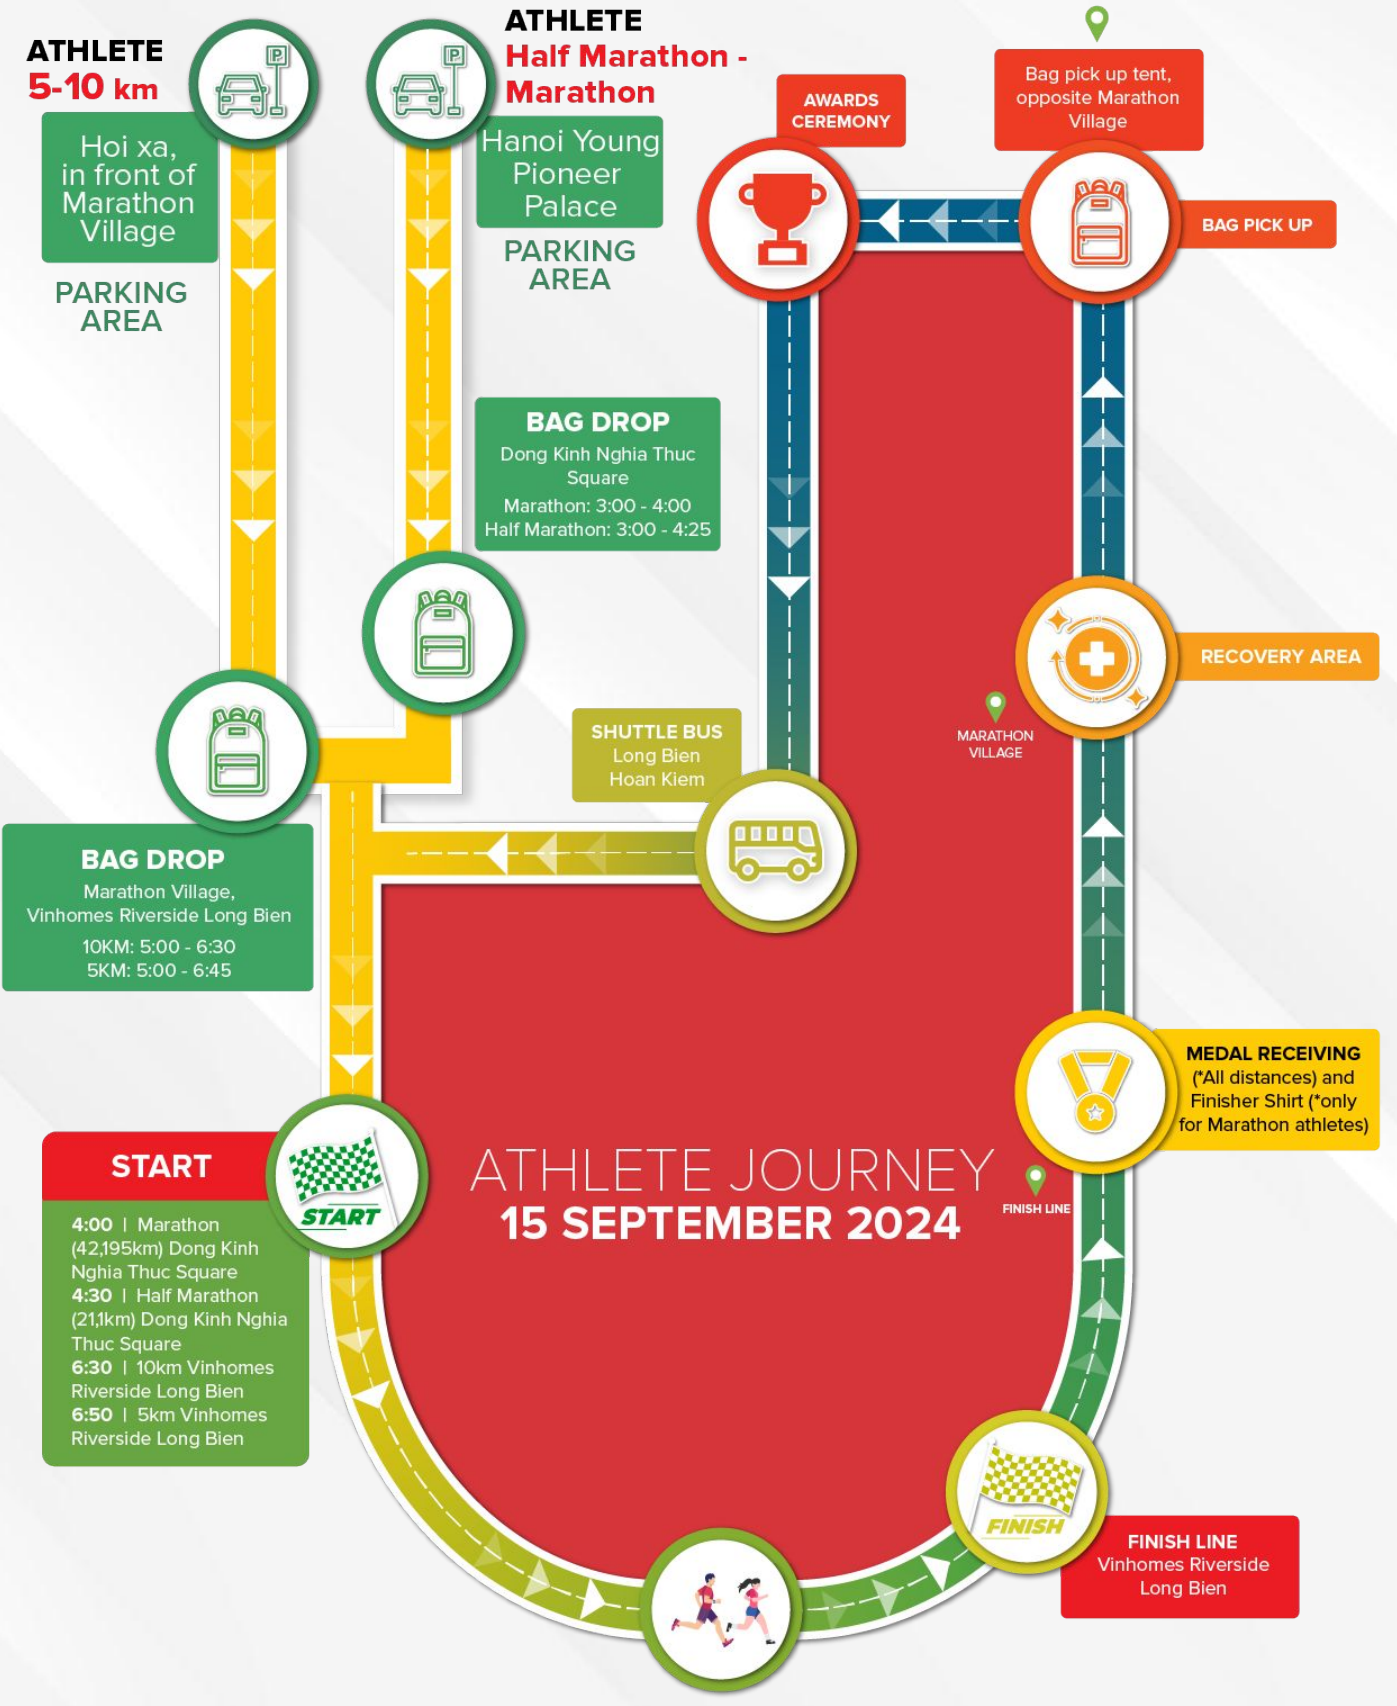 ATHLETE
5-10 km
P
Hoi xa,
in front of
Marathon
Village
PARKING
AREA
P
ATHLETE
Half Marathon -
Marathon
Hanoi Young
Pioneer
Palace
PARKING
AREA
AWARDS
CEREMONY
Bag pick up tent,
opposite Marathon
Village
BAG PICK UP
BAG DROP
Dong Kinh Nghia Thuc
Square
Marathon: 3:00 - 4:00
Half Marathon: 3:00 - 4:25
RECOVERY AREA
MARATHON
VILLAGE
SHUTTLE BUS
Long Bien
Hoan Kiem
BAG DROP
Marathon Village,
Vinhomes Riverside Long Bien
10KM: 5:00 - 6:30
5KM: 5:00 - 6:45
MEDAL RECEIVING
(*All distances) and
Finisher Shirt (*only
for Marathon athletes)
START
START
4:00 | Marathon
(42,195km) Dong Kinh
Nghia Thuc Square
4:30 | Half Marathon
(21,1km) Dong Kinh Nghia
Thuc Square
6:30 | 10km Vinhomes
Riverside Long Bien
6:50 | 5km Vinhomes
Riverside Long Bien
ATHLETE JOURNEY
15 SEPTEMBER 2024
FINISH LINE
FINISH
FINISH LINE
Vinhomes Riverside
Long Bien